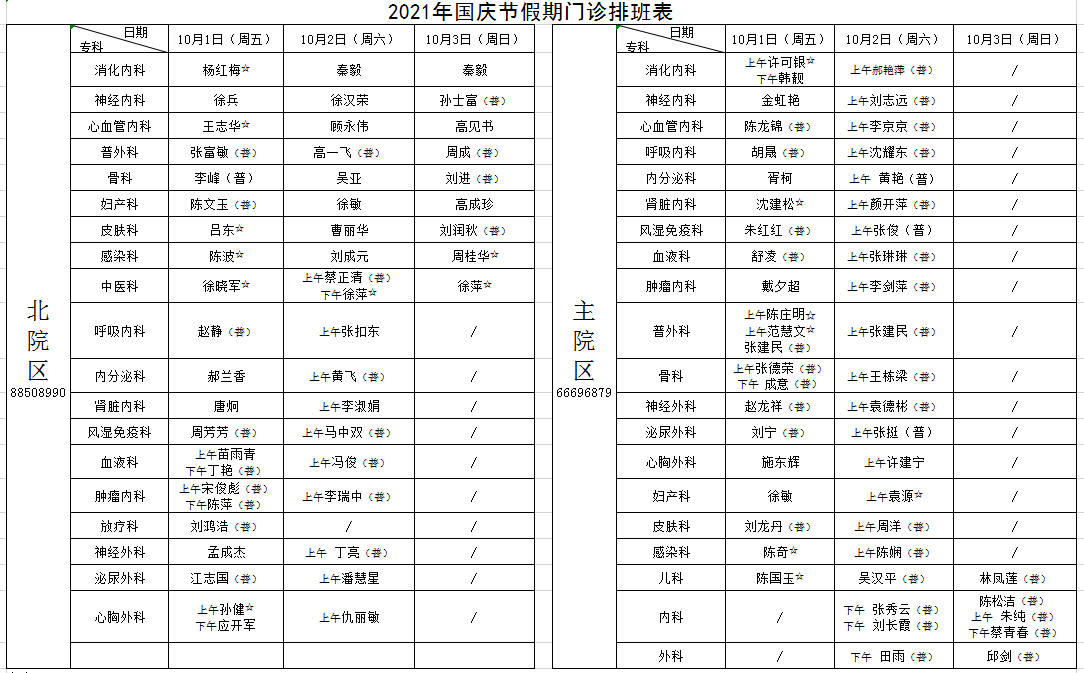 2021年国庆节假期门诊排班表
日期
专科
10月1日（周五）
10月2日（周六）
10月3日（周日）
北
院
区
88508990
消化内科 杨红梅☆ 秦毅 秦毅
神经内科 徐兵 徐汉荣 孙士富（普）
心血管内科 王志华☆ 顾永伟 高见书
普外科 张富敏（普） 高一飞（普） 周成（普）
骨科 李峰（普） 吴亚 刘进（普）
妇产科 陈文玉（普） 徐敏 高成珍
皮肤科 吕东☆ 曹丽华 刘润秋（普）
感染科 陈波☆ 刘成元 周桂华☆
中医科 徐晓军☆ 上午蔡正清（普）
下午徐萍☆
徐萍☆
呼吸内科 赵静（普） 上午张扣东 /
内分泌科 郝兰香 上午黄飞（普） /
肾脏内科 唐炯 上午李淑娟 /
风湿免疫科 周芳芳（普） 上午马中双（普） /
血液科 上午苗雨青
下午丁艳（普）
上午冯俊（普） /
肿瘤内科 上午宋俊彪（普）
下午陈萍（普）
上午李瑞中（普） /
放疗科 刘鸿浩（普） / /
神经外科 孟成杰 上午 丁亮（普） /
泌尿外科 江志国（普） 上午潘慧星 /
心胸外科 上午孙健☆
下午应开军
上午仇丽敏 /
日期
专科
10月1日（周五）
10月2日（周六）
10月3日（周日）
主
院
区
66696879
消化内科 上午许可银☆
下午韩靓
上午郝艳萍（普） /
神经内科 金虹艳 上午刘志远（普） /
心血管内科 陈龙锦（普） 上午李京京（普） /
呼吸内科 胡晟（普） 上午沈耀东（普） /
内分泌科 胥柯 上午 黄艳（普） /
肾脏内科 沈建松☆ 上午颜开萍（普） /
风湿免疫科 朱红红（普） 上午张俊（普） /
血液科 舒凌（普） 上午张琳琳（普） /
肿瘤内科 戴夕超 上午李剑萍（普） /
普外科 上午陈庄明☆
上午范慧文☆
张建民（普）
上午张建民（普） /
骨科 上午张德荣（普）
下午 成意（普）
上午王栋梁（普） /
神经外科 赵龙祥（普） 上午袁德彬（普） /
泌尿外科 刘宁（普） 上午张挺（普） /
心胸外科 施东辉 上午许建宁 /
妇产科 徐敏 上午袁源☆ /
皮肤科 刘龙丹（普） 上午周洋（普） /
感染科 陈奇☆ 上午陈娴（普） /
儿科 陈国玉☆ 吴汉平（普） 林凤莲（普）
内科 / 下午 张秀云（普）
下午 刘长霞（普）
陈松洁（普）
上午 朱纯（普）
下午蔡青春（普）
外科 / 下午 田雨（普） 邱剑（普）